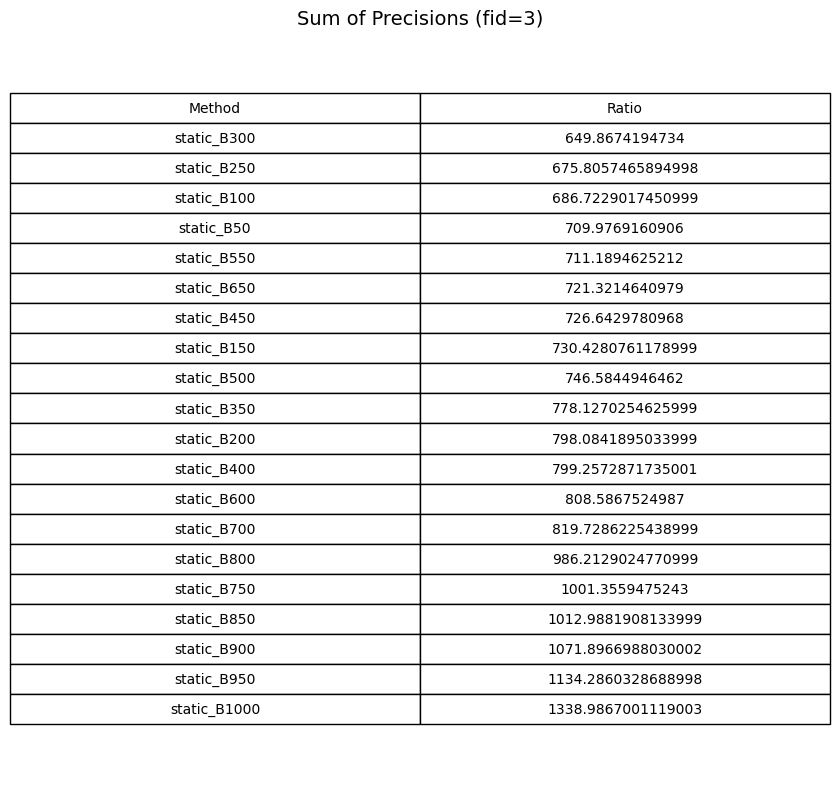 Sum of Precisions (fid=3)
Method Ratio
static_B300 649.8674194734
static_B250 675.8057465894998
static_B100 686.7229017450999
static_B50 709.9769160906
static_B550 711.1894625212
static_B650 721.3214640979
static_B450 726.6429780968
static_B150 730.4280761178999
static_B500 746.5844946462
static_B350 778.1270254625999
static_B200 798.0841895033999
static_B400 799.2572871735001
static_B600 808.5867524987
static_B700 819.7286225438999
static_B800 986.2129024770999
static_B750 1001.3559475243
static_B850 1012.9881908133999
static_B900 1071.8966988030002
static_B950 1134.2860328688998
static_B1000 1338.9867001119003